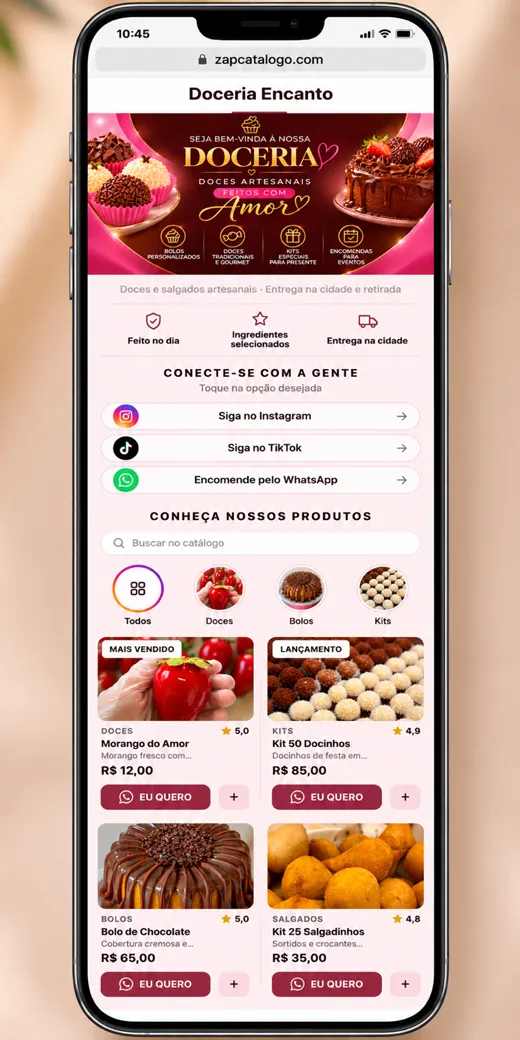 10:45
zapcatalogo.com
Doceria Encanto
SEJA BEM-VINDA À NOSSA
DOCERIA
DOCES ARTESANAIS
FEITOS COM
Amor
BOLOS
PERSONALIZADOS
DOCES
TRADICIONAIS
E GOURMET
KITS
ESPECIAIS
PARA PRESENTE
ENCOMENDAS
PARA
EVENTOS
Doces e salgados artesanais · Entrega na cidade e retirada
Feito no dia
Ingredientes
selecionados
Entrega na cidade
CONECTE-SE COM A GENTE
Toque na opção desejada
Siga no Instagram →
Siga no TikTok →
Encomende pelo WhatsApp →
CONHEÇA NOSSOS PRODUTOS
Buscar no catálogo
Todos
Doces
Bolos
Kits
MAIS VENDIDO
DOCES ★ 5,0
Morango do Amor
Morango fresco com...
R$ 12,00
EU QUERO +
LANÇAMENTO
KITS ★ 4,9
Kit 50 Docinhos
Docinhos de festa em...
R$ 85,00
EU QUERO +
BOLOS ★ 5,0
Bolo de Chocolate
Cobertura cremosa e...
R$ 65,00
EU QUERO +
SALGADOS ★ 4,8
Kit 25 Salgadinhos
Sortidos e crocantes...
R$ 35,00
EU QUERO +